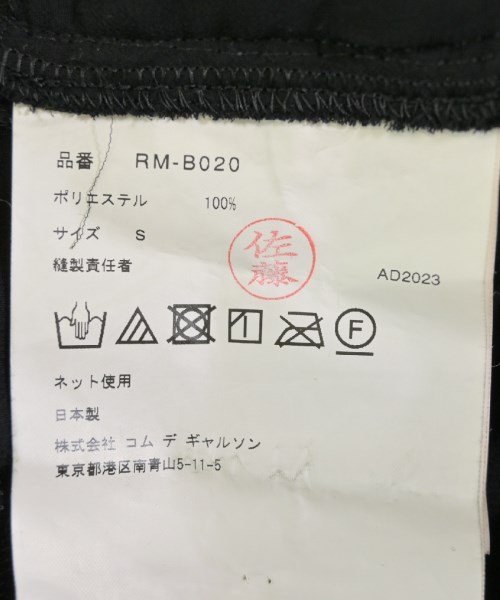 品番 RM-B020
ポリエステル 100%
サイズ S
佐藤
縫製責任者
AD2023
F
ネット使用
日本製
株式会社 コム デ ギャルソン
東京都港区南青山5-11-5